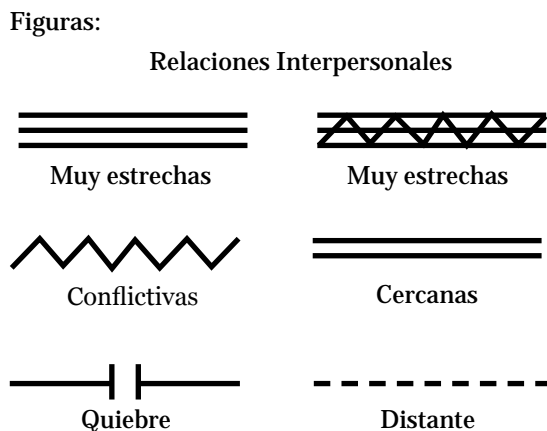 Figuras:
Relaciones Interpersonales
Muy estrechas
Muy estrechas
Conflictivas
Cercanas
Quiebre
Distante